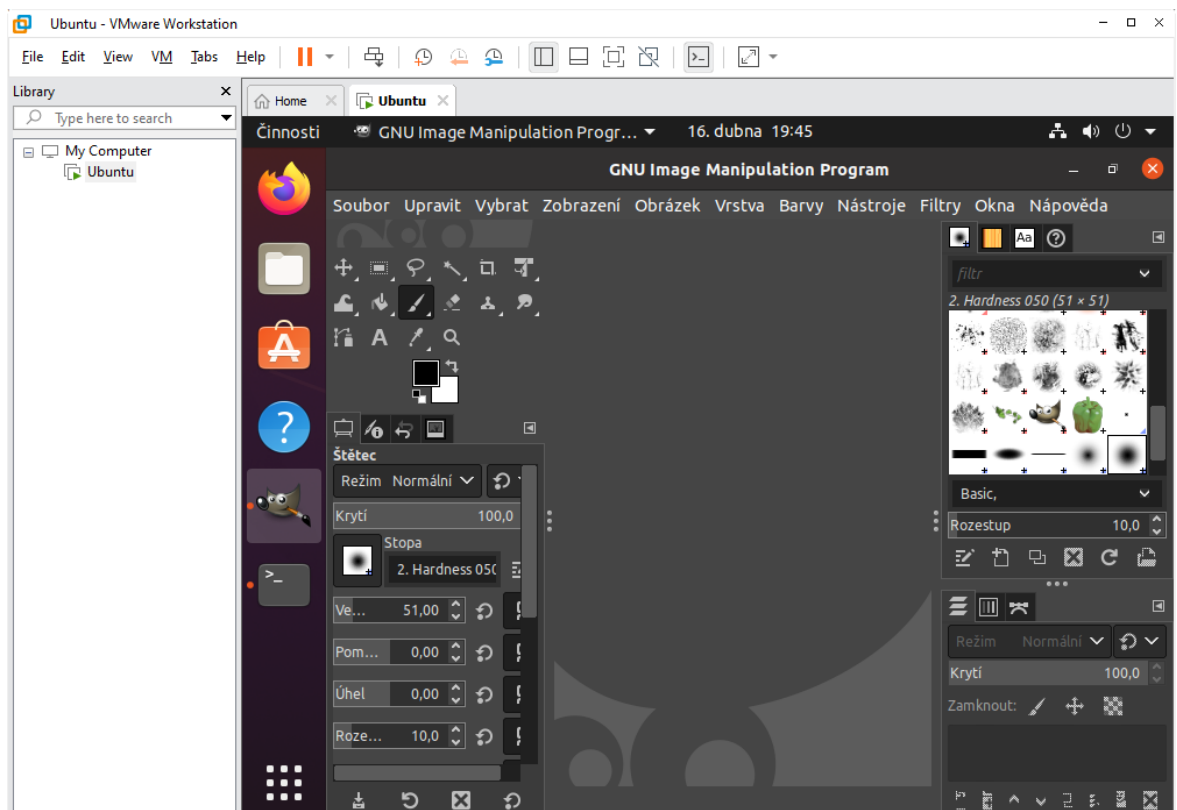 Ubuntu - VMware Workstation
File Edit View VM Tabs Help
Library
Type here to search
My Computer
Ubuntu
Home
Ubuntu
Činnosti GNU Image Manipulation Progr... 16. dubna 19:45
GNU Image Manipulation Program
Soubor Upravit Vybrat Zobrazení Obrázek Vrstva Barvy Nástroje Filtry Okna Nápověda
Štětec
Režim Normální
Krytí 100,0
Stopa
2. Hardness 050
Ve... 51,00
Pom... 0,00
Úhel 0,00
Roze... 10,0
filtr
2. Hardness 050 (51 × 51)
Basic,
Rozestup 10,0
Režim Normální
Krytí 100,0
Zamknout: